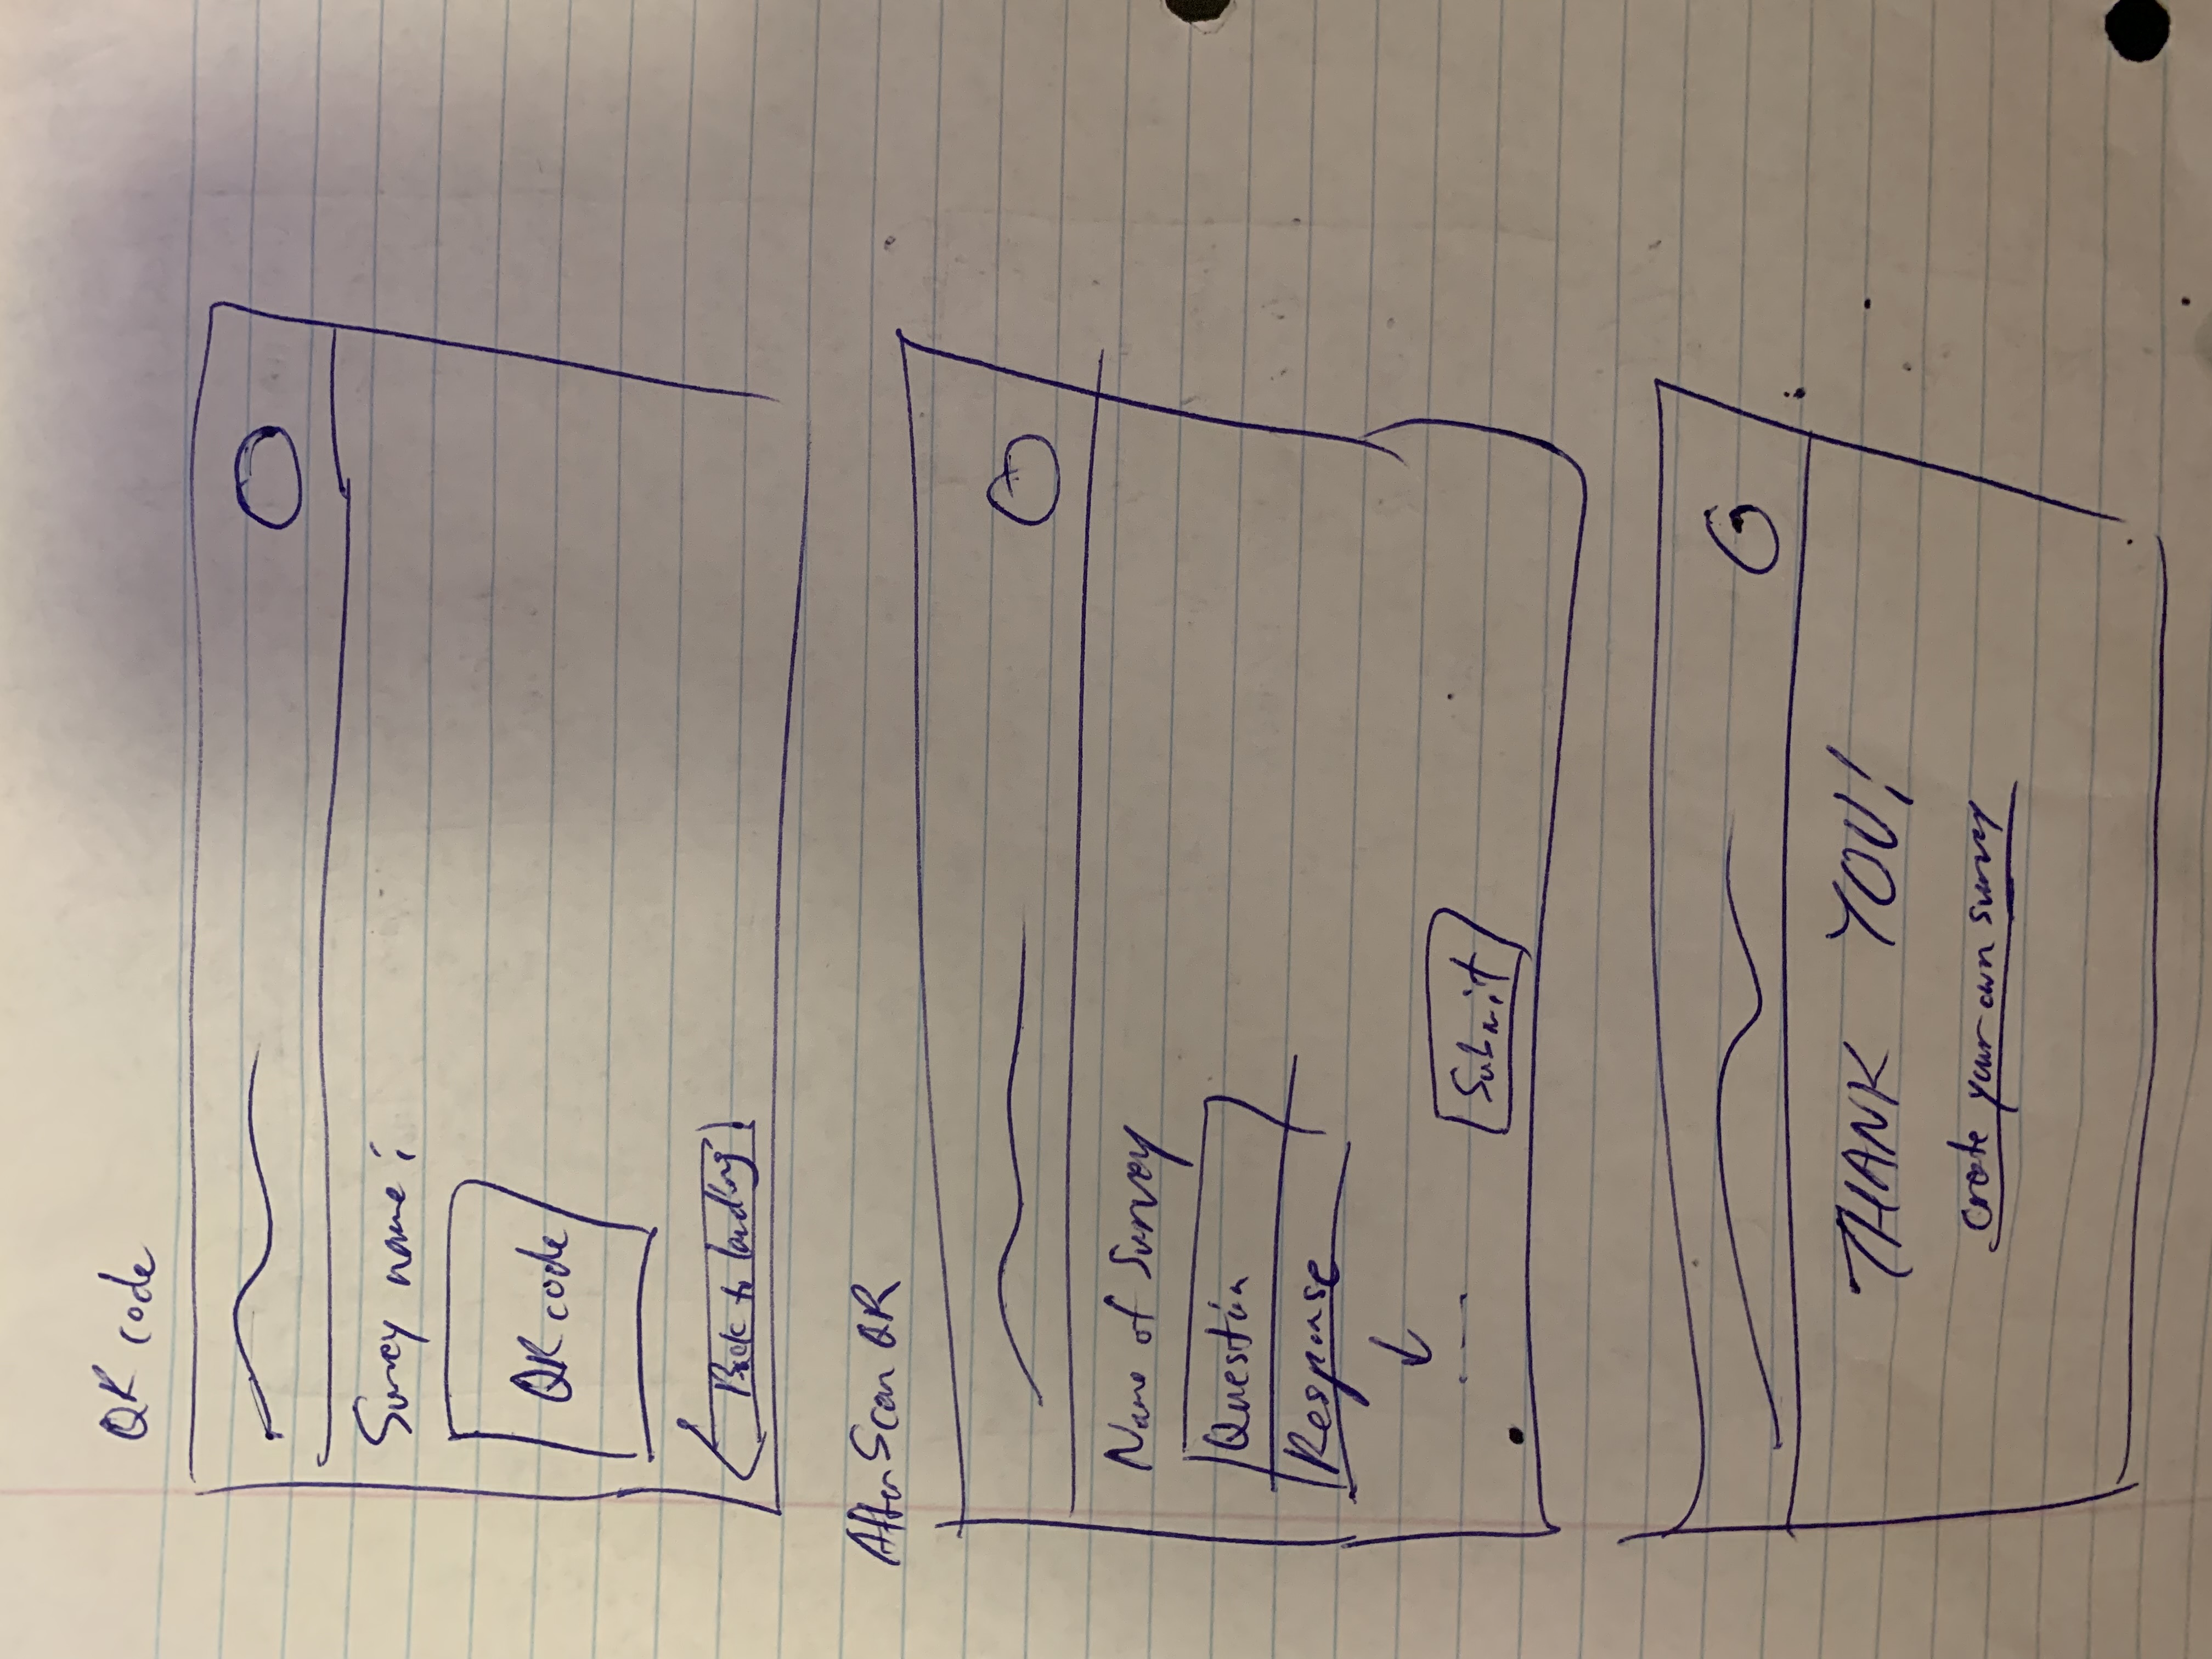 QR code
Survey name:
QR code
Back to landing
After Scan QR
Name of Survey
Question
Response
Submit
THANK YOU!
create your own survey